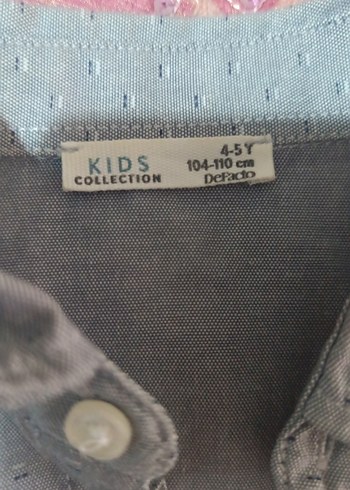 KIDS
COLLECTION
4-5Y
104-110 cm
DeFacto